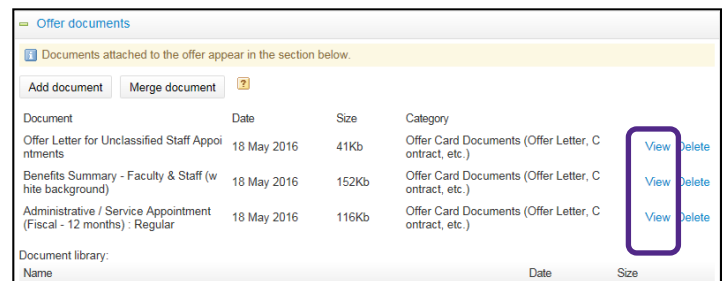 Offer documents
Documents attached to the offer appear in the section below.
Add document Merge document ?
Document Date Size Category
Offer Letter for Unclassified Staff Appoi
ntments 18 May 2016 41Kb Offer Card Documents (Offer Letter, C
ontract, etc.) View Delete
Benefits Summary - Faculty & Staff (w
hite background) 18 May 2016 152Kb Offer Card Documents (Offer Letter, C
ontract, etc.) View Delete
Administrative / Service Appointment
(Fiscal - 12 months) : Regular 18 May 2016 116Kb Offer Card Documents (Offer Letter, C
ontract, etc.) View Delete
Document library:
Name Date Size